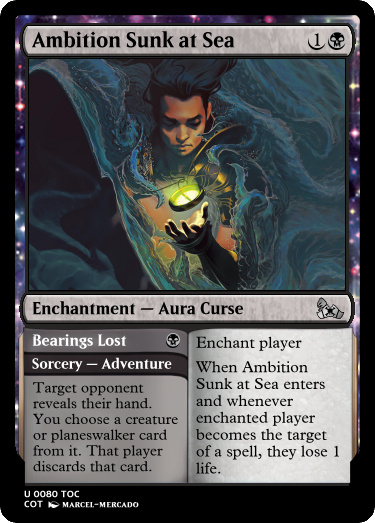 Ambition Sunk at Sea 1
Enchantment — Aura Curse
Bearings Lost
Sorcery — Adventure
Target opponent
reveals their hand.
You choose a creature
or planeswalker card
from it. That player
discards that card.
Enchant player
When Ambition
Sunk at Sea enters
and whenever
enchanted player
becomes the target
of a spell, they lose 1
life.
U 0080 TOC
COT MARCEL-MERCADO